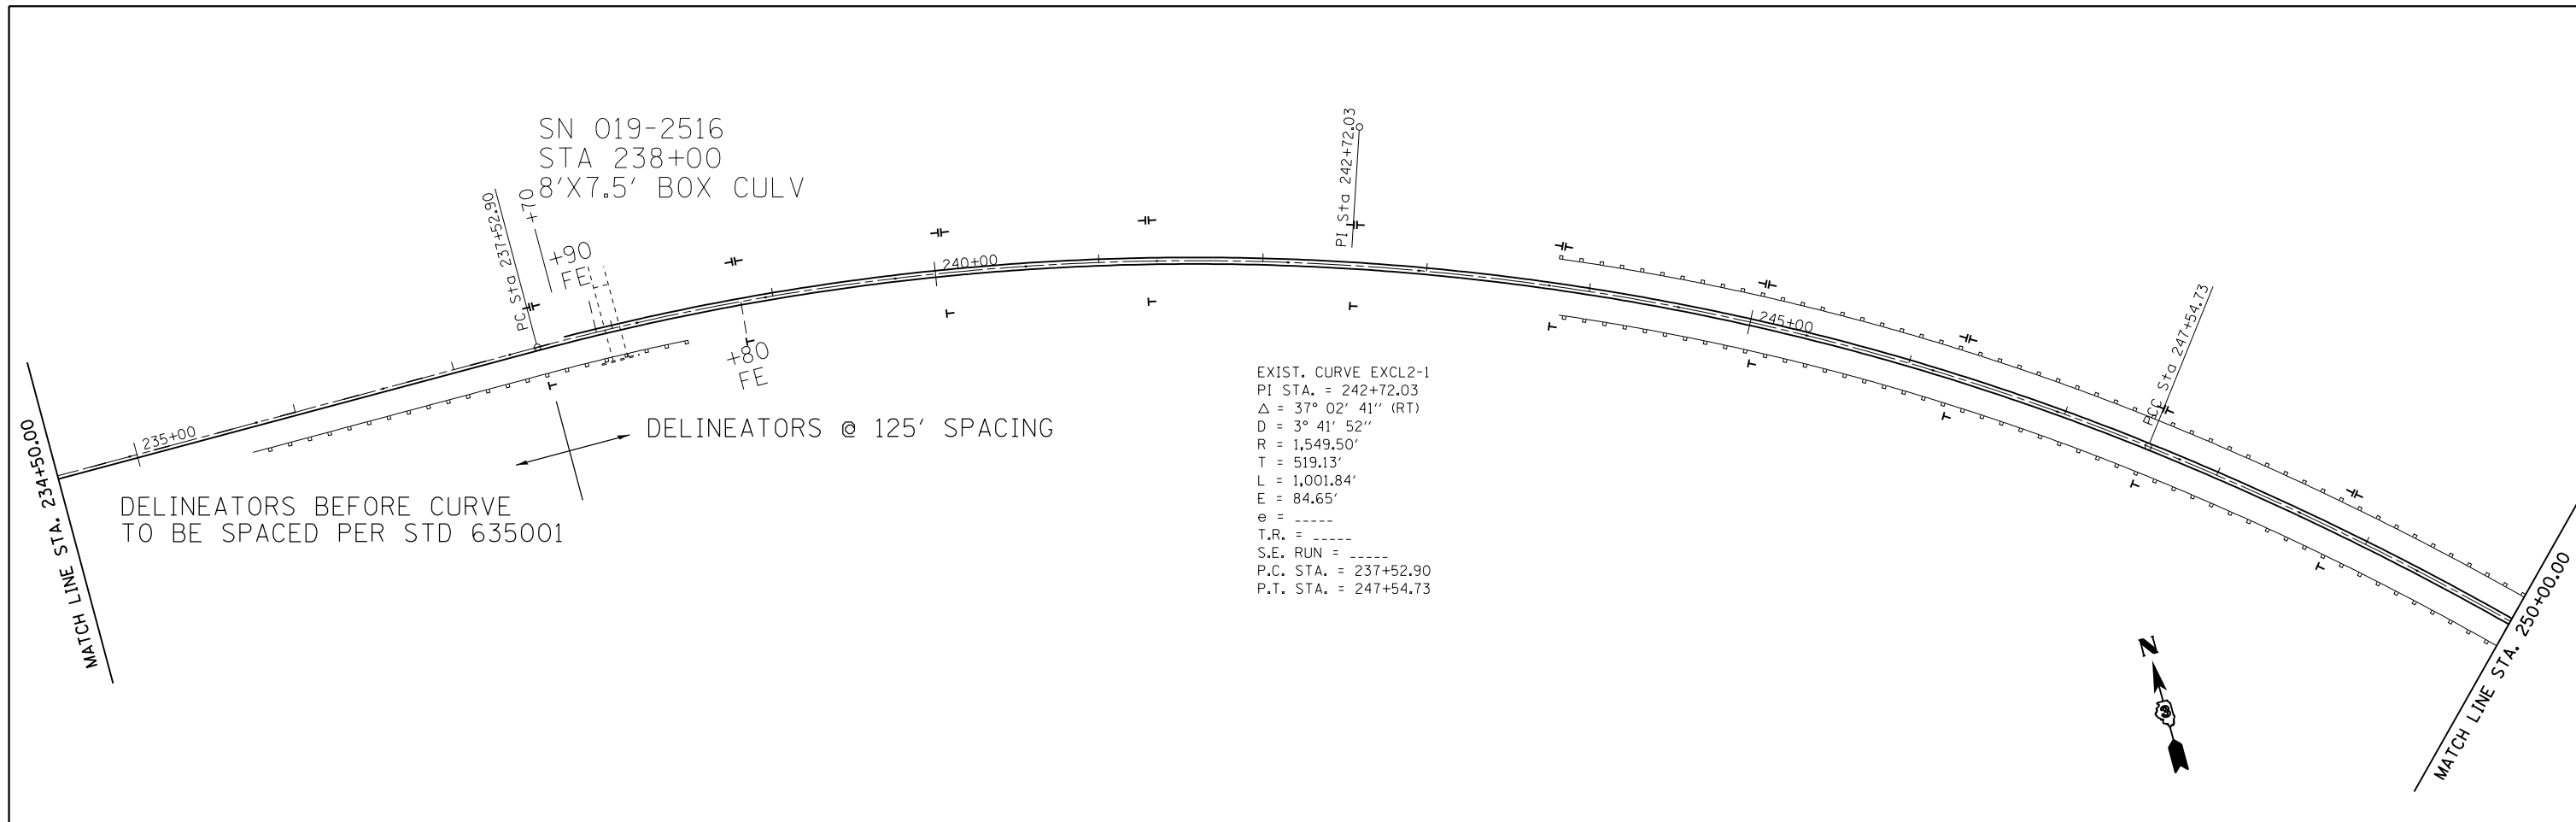 SN 019-2516
STA 238+00
8'X7.5' BOX CULV
PC Sta 237+52.90
+70
+90
FE
240+00
PI Sta 242+72.03
245+00
PCC Sta 247+54.73
+80
FE
235+00
MATCH LINE STA. 234+50.00
DELINEATORS @ 125' SPACING
DELINEATORS BEFORE CURVE
TO BE SPACED PER STD 635001
EXIST. CURVE EXCL2-1
PI STA. = 242+72.03
△ = 37° 02' 41'' (RT)
D = 3° 41' 52''
R = 1,549.50'
T = 519.13'
L = 1,001.84'
E = 84.65'
e = _____
T.R. = _____
S.E. RUN = _____
P.C. STA. = 237+52.90
P.T. STA. = 247+54.73
MATCH LINE STA. 250+00.00
N